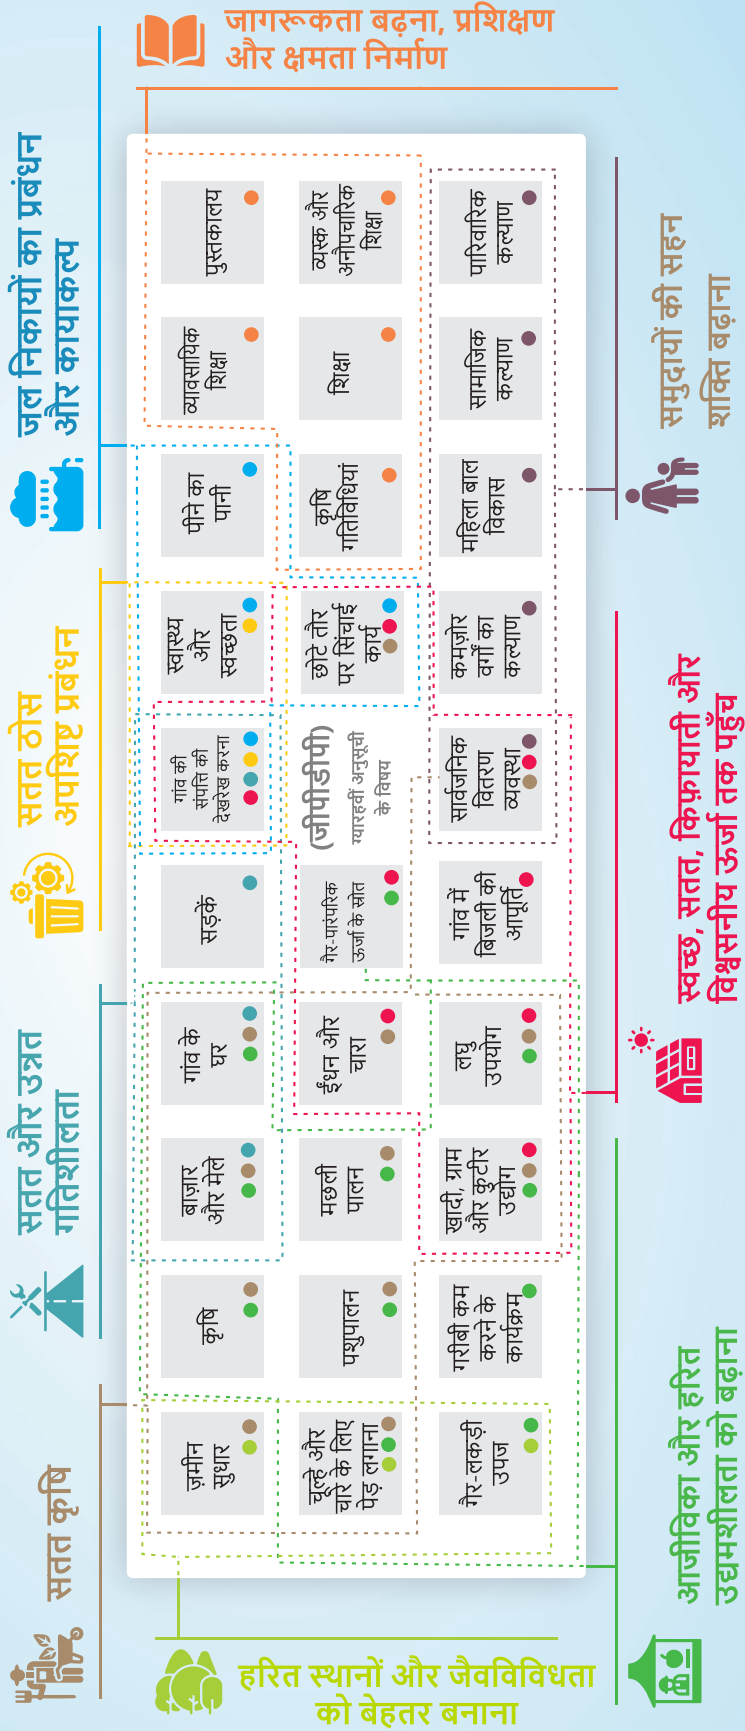 जागरूकता बढ़ना, प्रशिक्षण
और क्षमता निर्माण
जल निकायों का प्रबंधन
और कायाकल्प
सतत ठोस
अपशिष्ट प्रबंधन
सतत और उन्नत
गतिशीलता
सतत कृषि
पुस्तकालय
व्यस्क और
अनौपचारिक
शिक्षा
पारिवारिक
कल्याण
व्यावसायिक
शिक्षा
शिक्षा
सामाजिक
कल्याण
पीने का
पानी
कृषि
गतिविधियां
महिला बाल
विकास
स्वास्थ्य
और
स्वच्छता
छोटे तौर
पर सिंचाई
कार्य
कमज़ोर
वर्गों का
कल्याण
गांव की
संपत्ति की
देखरेख करना
(जीपीडीपी)
ग्यारहवीं अनुसूची
के विषय
सार्वजनिक
वितरण
व्यवस्था
सड़कें
गैर-पारंपरिक
ऊर्जा के स्रोत
गांव में
बिजली की
आपूर्ति
गांव के
घर
ईंधन और
चारा
लघु
उपयोग
बाज़ार
और मेले
मछली
पालन
खादी, ग्राम
और कुटीर
उद्योग
कृषि
पशुपालन
गरीबी कम
करने के
कार्यक्रम
ज़मीन
सुधार
चूल्हे और
चारे के लिए
पेड़ लगाना
गैर-लकड़ी
उपज
समुदायों की सहन
शक्ति बढ़ाना
स्वच्छ, सतत, किफ़ायाती और
विश्वसनीय ऊर्जा तक पहुँच
आजीविका और हरित
उद्यमशीलता को बढ़ाना
हरित स्थानों और जैवविविधता
को बेहतर बनाना